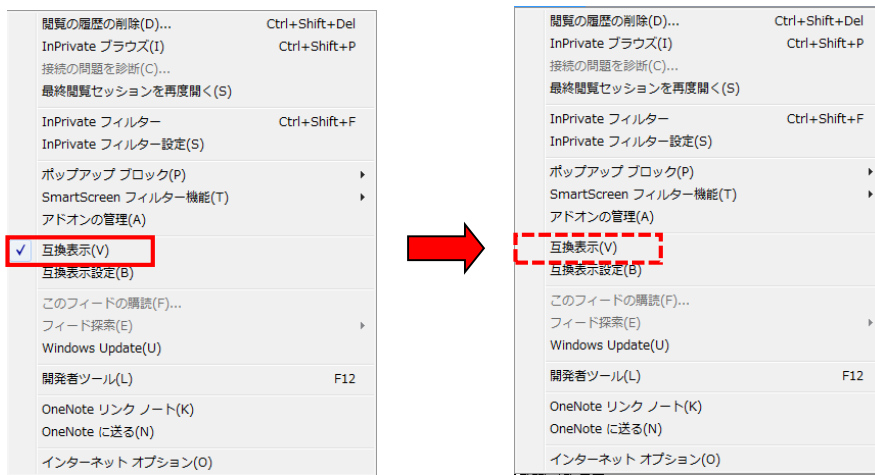 閲覧の履歴の削除(D)... Ctrl+Shift+Del
InPrivate ブラウズ(I) Ctrl+Shift+P
接続の問題を診断(C)...
最終閲覧セッションを再度開く(S)
InPrivate フィルター Ctrl+Shift+F
InPrivate フィルター設定(S)
ポップアップ ブロック(P)
SmartScreen フィルター機能(T)
アドオンの管理(A)
互換表示(V)
互換表示設定(B)
このフィードの購読(F)...
フィード探索(E)
Windows Update(U)
開発者ツール(L) F12
OneNote リンク ノート(K)
OneNote に送る(N)
インターネット オプション(O)
閲覧の履歴の削除(D)... Ctrl+Shift+Del
InPrivate ブラウズ(I) Ctrl+Shift+P
接続の問題を診断(C)...
最終閲覧セッションを再度開く(S)
InPrivate フィルター Ctrl+Shift+F
InPrivate フィルター設定(S)
ポップアップ ブロック(P)
SmartScreen フィルター機能(T)
アドオンの管理(A)
互換表示(V)
互換表示設定(B)
このフィードの購読(F)...
フィード探索(E)
Windows Update(U)
開発者ツール(L) F12
OneNote リンク ノート(K)
OneNote に送る(N)
インターネット オプション(O)